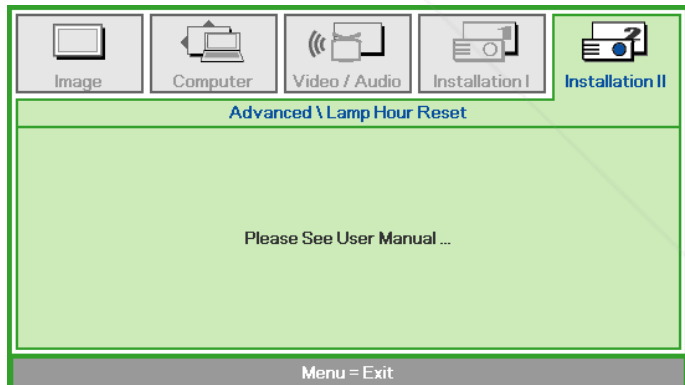 Image
Computer
Video / Audio
Installation I
Installation II
Advanced \ Lamp Hour Reset
Please See User Manual ...
Menu = Exit